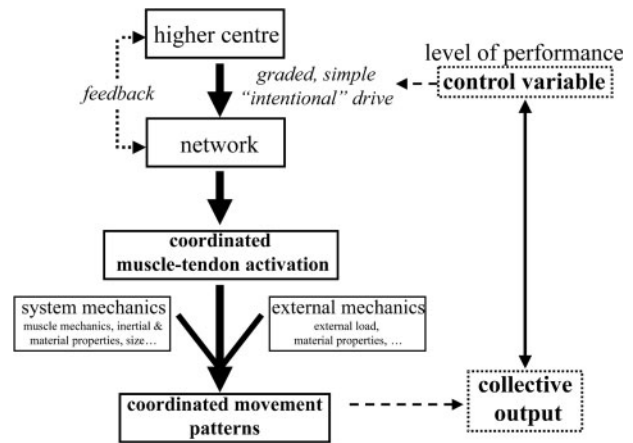 higher centre
level of performance
control variable
graded, simple
“intentional” drive
feedback
network
coordinated
muscle-tendon activation
system mechanics
muscle mechanics, inertial &
material properties, size...
external mechanics
external load,
material properties, ...
coordinated movement
patterns
collective
output